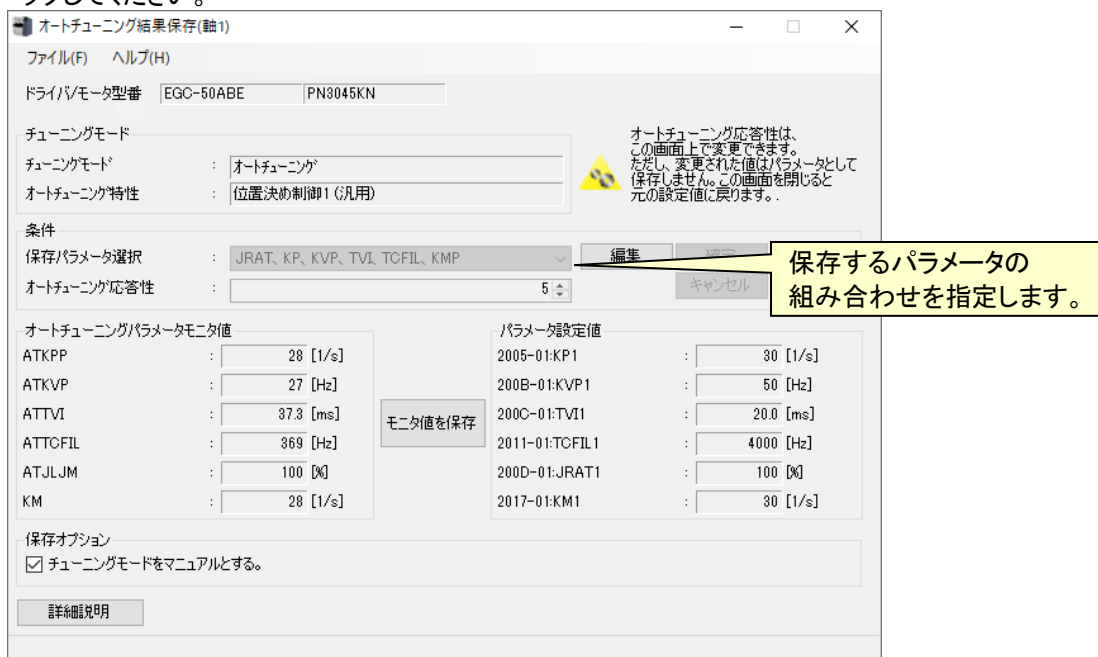 ックしてください。
オートチューニング結果保存(軸1)
ファイル(F) ヘルプ(H)
ドライバ/モータ型番 EGC-50ABE PN3045KN
オートチューニング応答性は、
この画面上で変更できます。
ただし、変更された値はパラメータとして
保存しません。この画面を閉じると
元の設定値に戻ります。.
チューニングモード
チューニングモード : オートチューニング
オートチューニング特性 : 位置決め制御1(汎用)
条件
保存パラメータ選択 : JRAT、KP、KVP、TVI、TCFIL、KMP 編集 確定
オートチューニング応答性 : 5 キャンセル
保存するパラメータの
組み合わせを指定します。
オートチューニングパラメータモニタ値
ATKPP : 28 [1/s]
ATKVP : 27 [Hz]
ATTVI : 37.3 [ms]
ATTCFIL : 369 [Hz]
ATJLJM : 100 [%]
KM : 28 [1/s]
モニタ値を保存
パラメータ設定値
2005-01:KP1 : 30 [1/s]
200B-01:KVP1 : 50 [Hz]
200C-01:TVI1 : 20.0 [ms]
2011-01:TCFIL1 : 4000 [Hz]
200D-01:JRAT1 : 100 [%]
2017-01:KM1 : 30 [1/s]
保存オプション
チューニングモードをマニュアルとする。
詳細説明